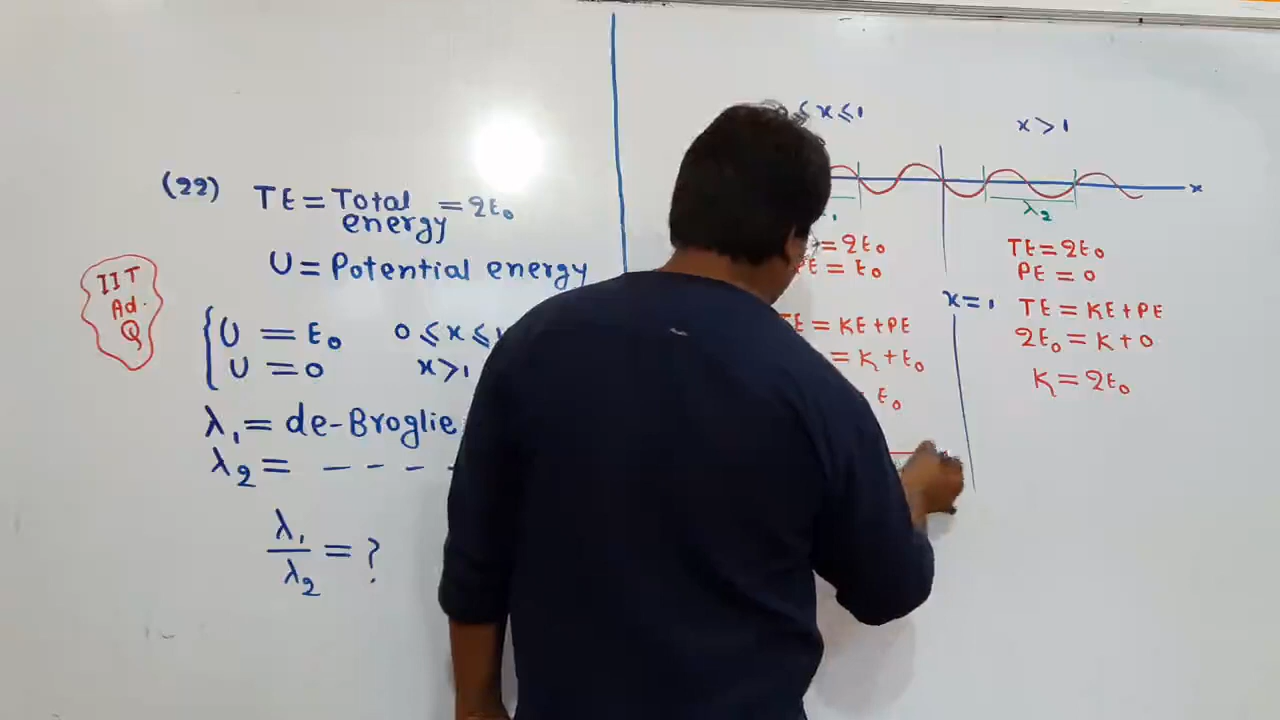 (22) TE = Total energy = 2E₀
U = Potential energy
IIT
Ad.
Q
U = E₀ 0 ⩽ x ⩽
U = 0 x > 1
λ₁ = de-Broglie
λ₂ = - - - -
λ₁/λ₂ = ?
⩽ x ⩽ 1
x > 1
x
λ₂
= 2E₀
PE = E₀
TE = KE + PE
= K + E₀
E₀
x = 1
TE = 2E₀
PE = 0
TE = KE + PE
2E₀ = K + 0
K = 2E₀